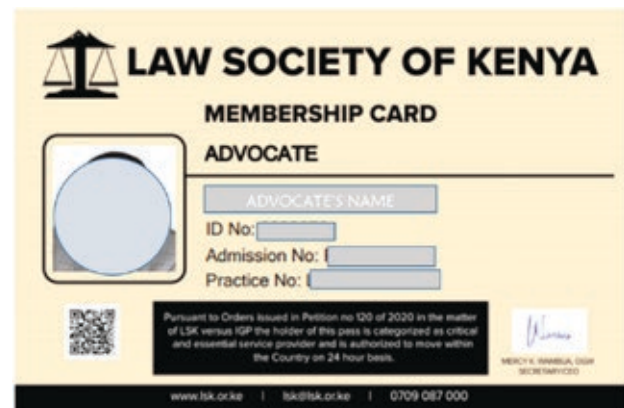 LAW SOCIETY OF KENYA
MEMBERSHIP CARD
ADVOCATE
ADVOCATE'S NAME
ID No:
Admission No:
Practice No:
Pursuant to Orders issued in Petition no 120 of 2020 in the matter
of LSK versus IGP the holder of this pass is categorized as critical
and essential service provider and is authorized to move within
the Country on 24 hour basis.
MERCY K. WAMBUA,
SECRETARY/CEO
www.lsk.or.ke | lsk@lsk.or.ke | 0709 087 000